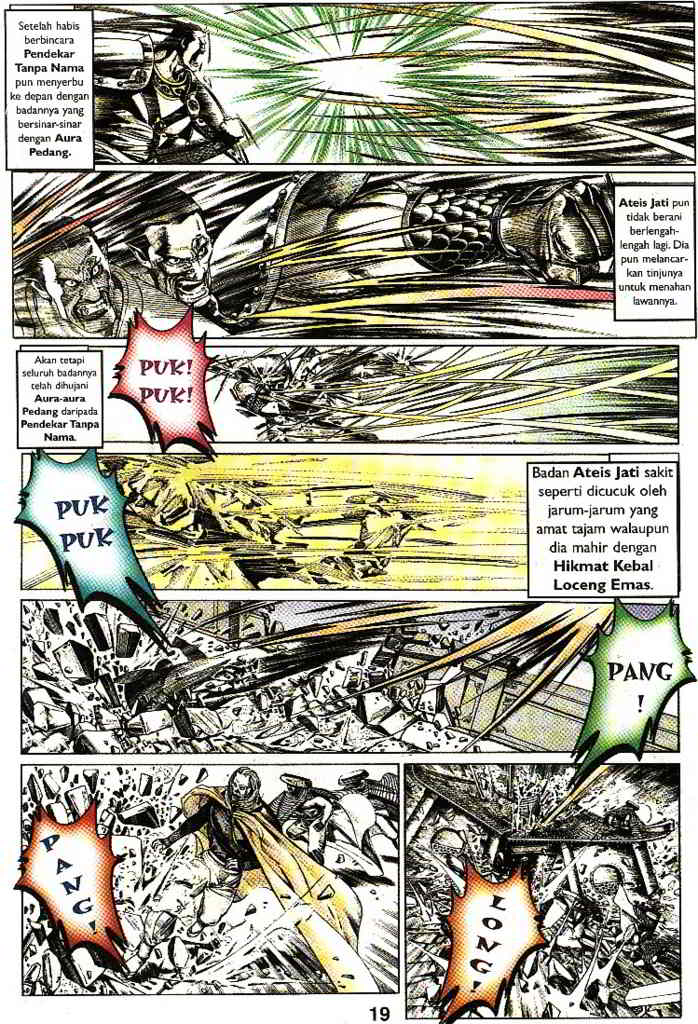 Setelah habis
berbincara
Pendekar
Tanpa Nama
pun menyerbu
ke depan dengan
badannya yang
bersinar-sinar
dengan Aura
Pedang.
Ateis Jati pun
tidak berani
berlengah-
lengah lagi. Dia
pun melancar-
kan tinjunya
untuk menahan
lawannya.
Akan tetapi
seluruh badannya
telah dihujani
Aura-aura
Pedang daripada
Pendekar Tanpa
Nama.
PUK!
PUK!
PUK
PUK
Badan Ateis Jati sakit
seperti dicucuk oleh
jarum-jarum yang
amat tajam walaupun
dia mahir dengan
Hikmat Kebal
Loceng Emas.
PANG
!
PANG!
LONG!
19